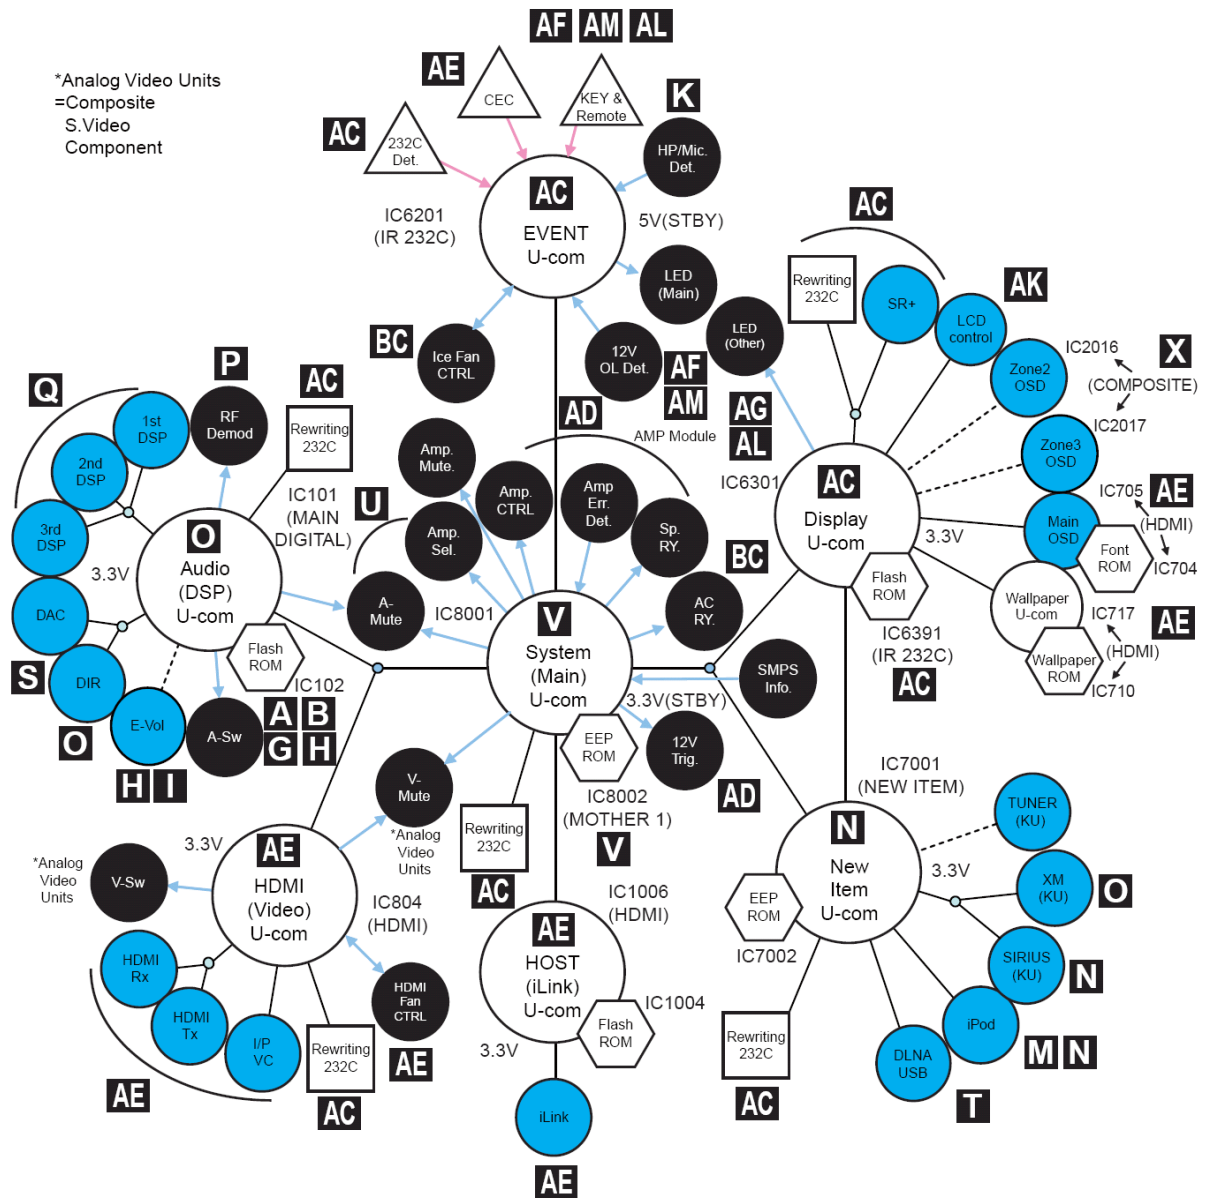 AF AM AL
*Analog Video Units
=Composite
S.Video
Component
AE
CEC
KEY &
Remote
K
AC
232C
Det.
HP/Mic.
Det.
AC
EVENT
U-com
IC6201
(IR 232C)
5V(STBY)
AC
LED
(Main)
Rewriting
232C
SR+
AK
LCD
control
BC
Ice Fan
CTRL
12V
OL Det.
AF
AM
LED
(Other)
AG
AL
AMP Module
IC2016
X
(COMPOSITE)
IC2017
Zone2
OSD
Zone3
OSD
Q
P
AC
1st
DSP
RF
Demod
Rewriting
232C
2nd
DSP
3rd
DSP
IC101
(MAIN
DIGITAL)
O
Audio
(DSP)
U-com
3.3V
Flash
ROM
IC102
DAC
S
DIR
O
E-Vol
H I
A-Sw
A B
G H
AD
Amp.
Mute.
Amp.
CTRL
Amp
Err.
Det.
Sp.
RY.
U
Amp.
Sel.
A-
Mute
IC8001
BC
AC
RY.
V
System
(Main)
U-com
3.3V(STBY)
SMPS
Info.
EEP
ROM
IC8002
(MOTHER 1)
V
12V
Trig.
AD
IC6301
AC
Display
U-com
3.3V
Flash
ROM
IC6391
(IR 232C)
AC
Main
OSD
Font
ROM
IC705
AE
(HDMI)
IC704
Wallpaper
U-com
Wallpaper
ROM
IC717
AE
(HDMI)
IC710
V-
Mute
*Analog
Video
Units
Rewriting
232C
AC
3.3V
*Analog
Video
Units
V-Sw
AE
HDMI
(Video)
U-com
IC804
(HDMI)
HDMI
Rx
HDMI
Tx
I/P
VC
AE
Rewriting
232C
AC
HDMI
Fan
CTRL
AE
IC1006
(HDMI)
AE
HOST
(iLink)
U-com
IC1004
Flash
ROM
3.3V
iLink
AE
IC7001
(NEW ITEM)
N
New
Item
U-com
3.3V
EEP
ROM
IC7002
Rewriting
232C
AC
TUNER
(KU)
XM
(KU)
O
SIRIUS
(KU)
N
iPod
M N
DLNA
USB
T